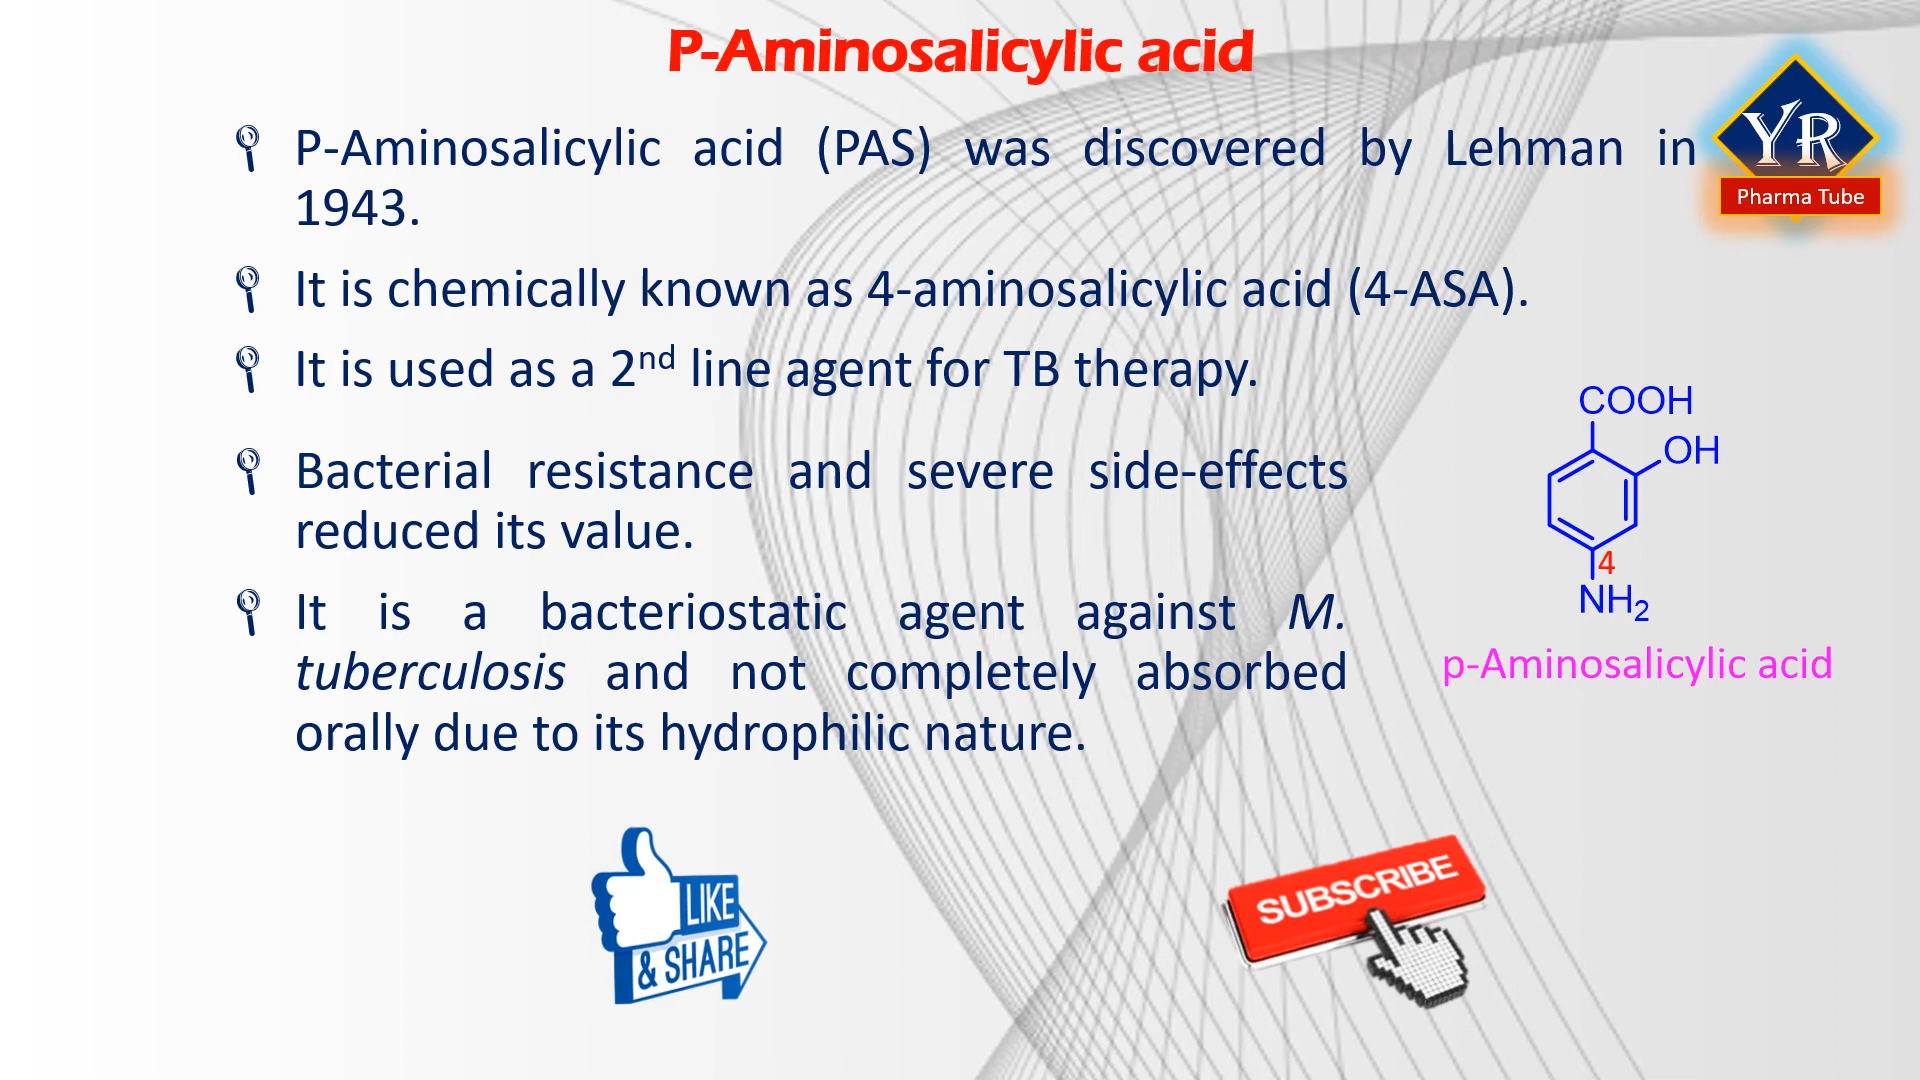 P-Aminosalicylic acid
YR
Pharma Tube
P-Aminosalicylic acid (PAS) was discovered by Lehman in
1943.
It is chemically known as 4-aminosalicylic acid (4-ASA).
It is used as a 2nd line agent for TB therapy.
Bacterial resistance and severe side-effects
reduced its value.
It is a bacteriostatic agent against M.
tuberculosis and not completely absorbed
orally due to its hydrophilic nature.
COOH
OH
4
NH2
p-Aminosalicylic acid
LIKE
& SHARE
SUBSCRIBE